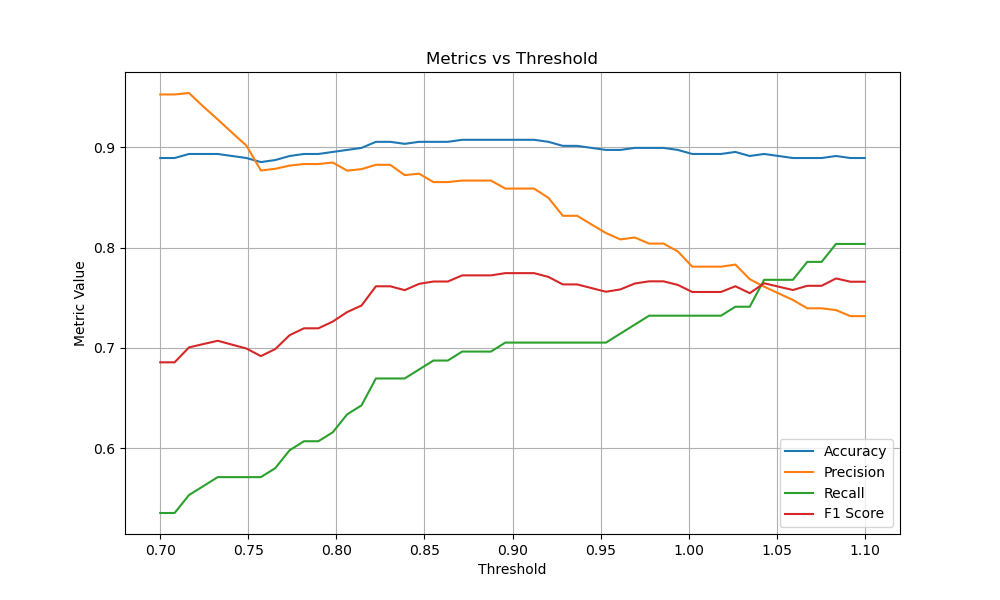 Metrics vs Threshold
Metric Value
0.9
0.8
0.7
0.6
0.70 0.75 0.80 0.85 0.90 0.95 1.00 1.05 1.10
Threshold
Accuracy
Precision
Recall
F1 Score